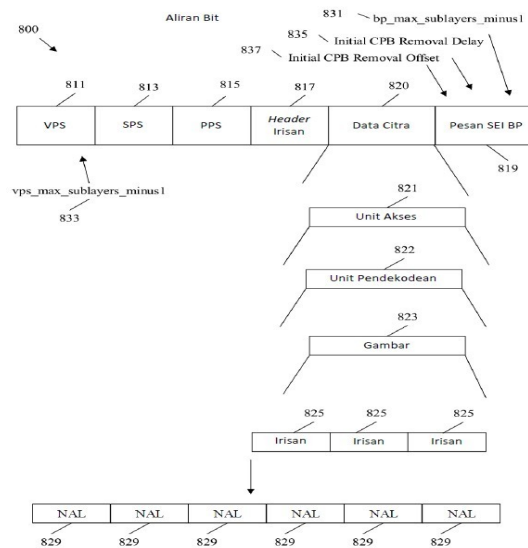 Aliran Bit
800
831
bp_max_sublayers_minus1
835
Initial CPB Removal Delay
837
Initial CPB Removal Offset
811 813 815 817 820
VPS SPS PPS Header Irisan Data Citra Pesan SEI BP
819
vps_max_sublayers_minus1
833
821
Unit Akses
822
Unit Pendekodean
823
Gambar
825 825 825
Irisan Irisan Irisan
NAL NAL NAL NAL NAL NAL
829 829 829 829 829 829